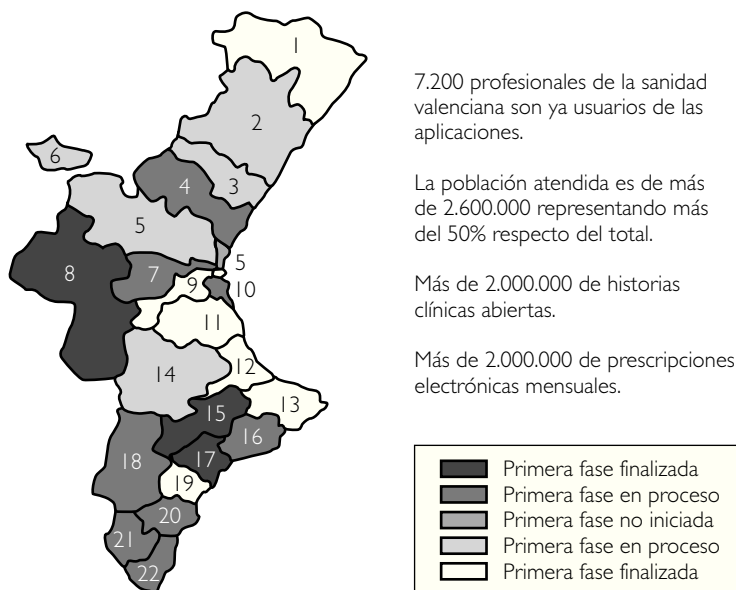 1
2
6
3
4
5
5
8
7
9
10
11
12
14
13
15
16
18
17
19
20
21
22
7.200 profesionales de la sanidad
valenciana son ya usuarios de las
aplicaciones.
La población atendida es de más
de 2.600.000 representando más
del 50% respecto del total.
Más de 2.000.000 de historias
clínicas abiertas.
Más de 2.000.000 de prescripciones
electrónicas mensuales.
Primera fase finalizada
Primera fase en proceso
Primera fase no iniciada
Primera fase en proceso
Primera fase finalizada